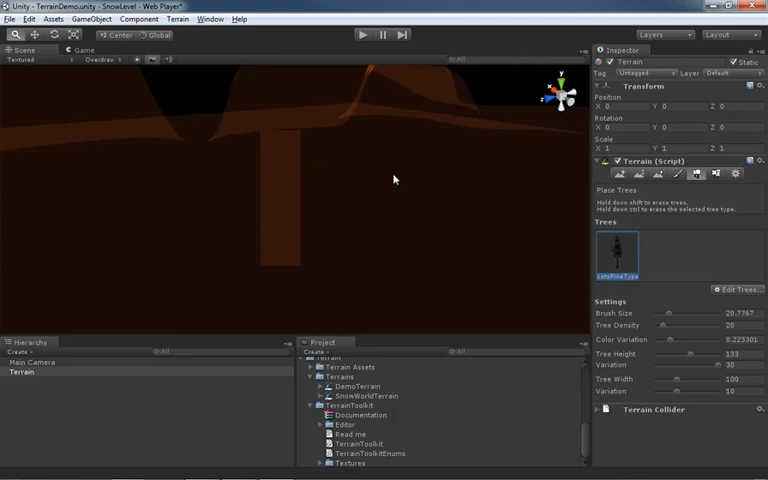 Unity - TerrainDemo.unity - SnowLevel - Web Player*
File Edit Assets GameObject Component Terrain Window Help
Center Global Layers Layout
Scene Game
Textured Overdraw All
y
x
z
Inspector
Terrain Static
Tag Untagged Layer Default
Transform
Position
X 0 Y 0 Z 0
Rotation
X 0 Y 0 Z 0
Scale
X 1 Y 1 Z 1
Terrain (Script)
Place Trees
Hold down shift to erase trees.
Hold down ctrl to erase the selected tree type.
Trees
cstsPineType
Edit Trees...
Settings
Brush Size 20.7767
Tree Density 20
Color Variation 0.223301
Tree Height 133
Variation 30
Tree Width 100
Variation 10
Terrain Collider
Hierarchy
Create All
Main Camera
Terrain
Project
Create All
Terrain
Terrain Assets
Terrains
DemoTerrain
SnowWorldTerrain
TerrainToolkit
Documentation
Editor
Read me
TerrainToolkit
TerrainToolkitEnums
Textures